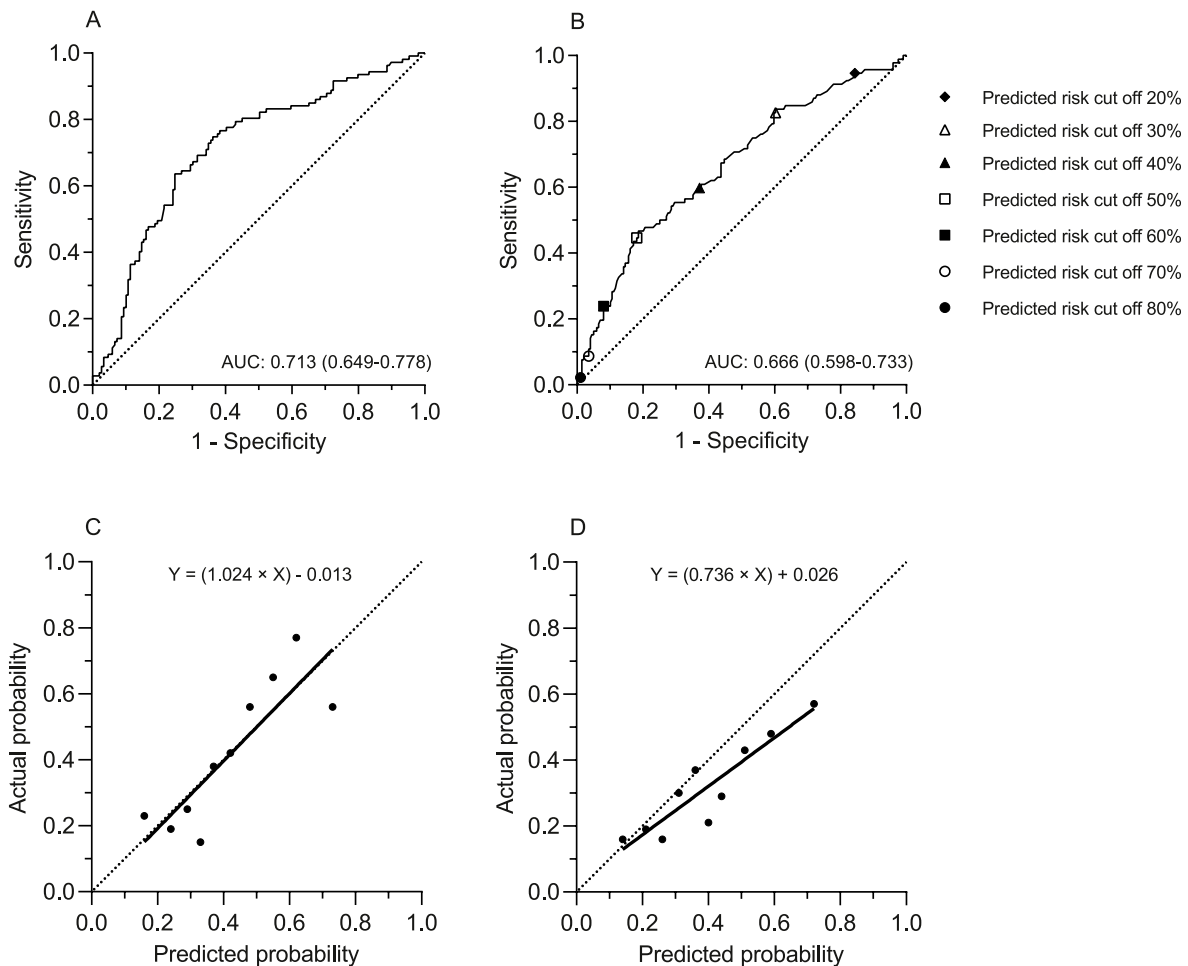 A
1.0
0.8
0.6
0.4
0.2
0.0
Sensitivity
AUC: 0.713 (0.649-0.778)
0.0 0.2 0.4 0.6 0.8 1.0
1 - Specificity
B
1.0
0.8
0.6
0.4
0.2
0.0
Sensitivity
AUC: 0.666 (0.598-0.733)
0.0 0.2 0.4 0.6 0.8 1.0
1 - Specificity
Predicted risk cut off 20%
Predicted risk cut off 30%
Predicted risk cut off 40%
Predicted risk cut off 50%
Predicted risk cut off 60%
Predicted risk cut off 70%
Predicted risk cut off 80%
C
Y = (1.024 × X) - 0.013
1.0
0.8
0.6
0.4
0.2
0.0
Actual probability
0.0 0.2 0.4 0.6 0.8 1.0
Predicted probability
D
Y = (0.736 × X) + 0.026
1.0
0.8
0.6
0.4
0.2
0.0
Actual probability
0.0 0.2 0.4 0.6 0.8 1.0
Predicted probability